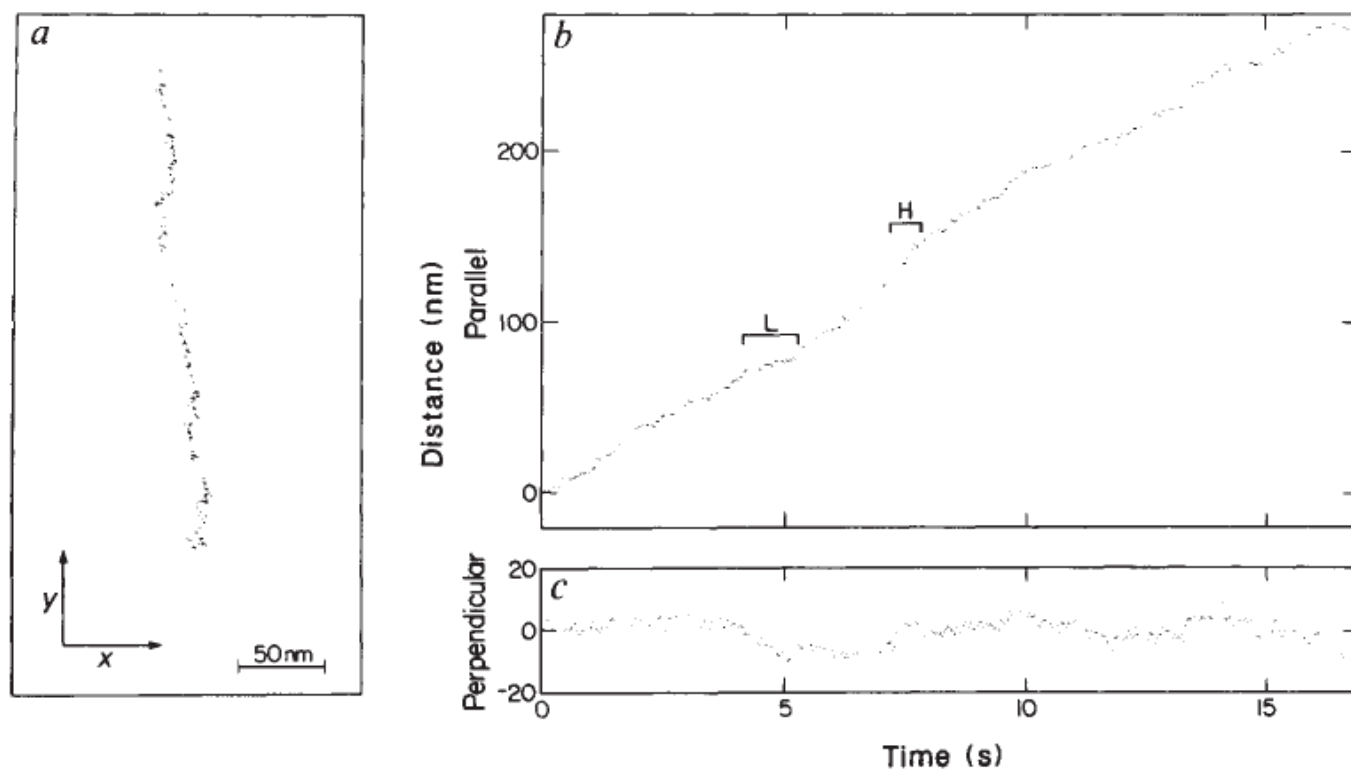 a
y
x
50nm
b
Distance (nm)
Parallel
200
100
0
H
L
c
Perpendicular
20
0
-20
0
5
10
15
Time (s)